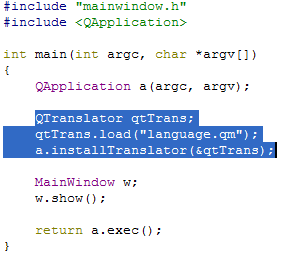 #include "mainwindow.h"
#include <QApplication>
int main(int argc, char *argv[])
{
QApplication a(argc, argv);
QTranslator qtTrans;
qtTrans.load("language.qm");
a.installTranslator(&qtTrans);
MainWindow w;
w.show();
return a.exec();
}